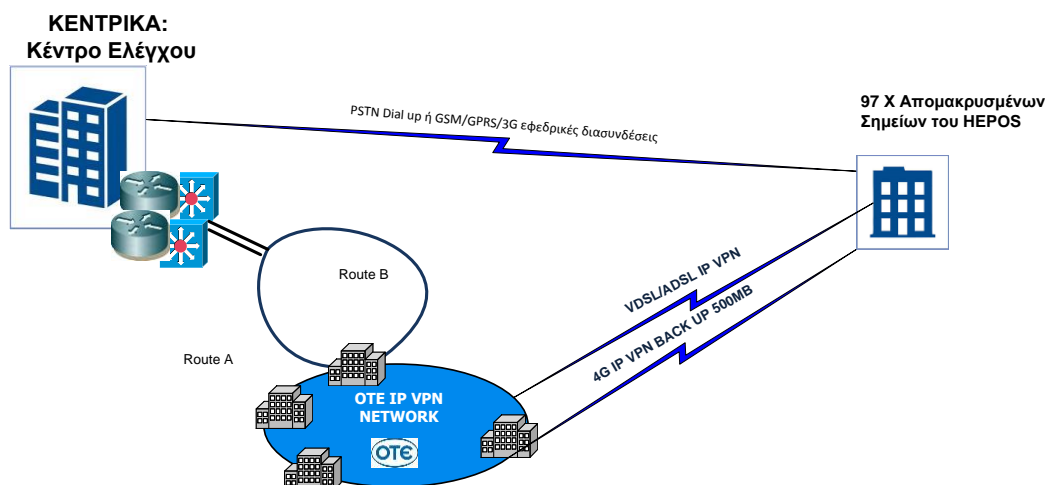 ΚΕΝΤΡΙΚΑ:
Κέντρο Ελέγχου
PSTN Dial up ή GSM/GPRS/3G εφεδρικές διασυνδέσεις
97 Χ Απομακρυσμένων
Σημείων του HEPOS
VDSL/ADSL IP VPN
4G IP VPN BACK UP 500MB
Route B
Route A
OTE IP VPN
NETWORK
OTE